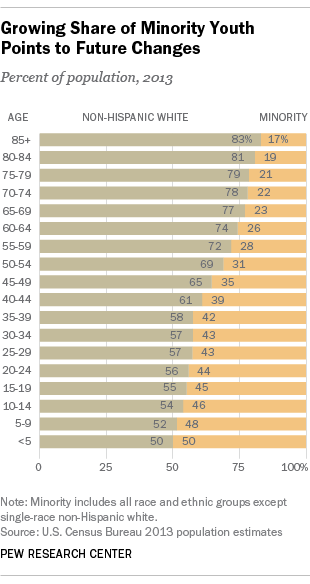 Growing Share of Minority Youth
Points to Future Changes
Percent of population, 2013
AGE NON-HISPANIC WHITE MINORITY
85+ 83% 17%
80-84 81 19
75-79 79 21
70-74 78 22
65-69 77 23
60-64 74 26
55-59 72 28
50-54 69 31
45-49 65 35
40-44 61 39
35-39 58 42
30-34 57 43
25-29 57 43
20-24 56 44
15-19 55 45
10-14 54 46
5-9 52 48
<5 50 50
0 25 50 75 100%
Note: Minority includes all race and ethnic groups except
single-race non-Hispanic white.
Source: U.S. Census Bureau 2013 population estimates
PEW RESEARCH CENTER